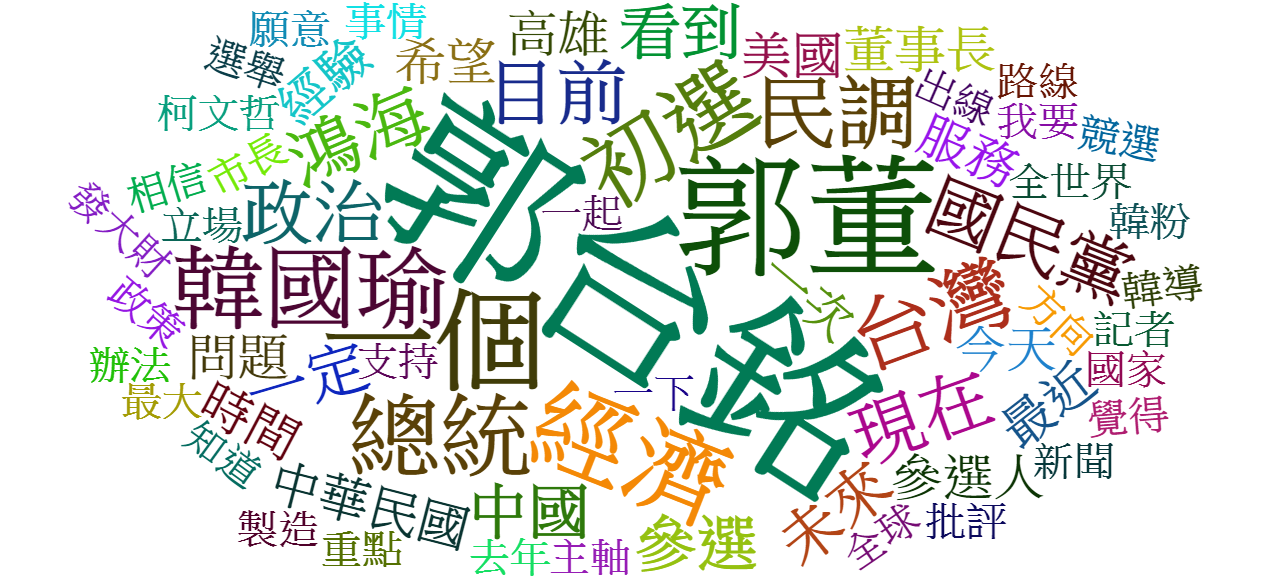 願意
事情
選舉
經驗
希望
高雄
看到
美國
董事長
柯文哲
鴻海
目前
初選
民調
出線
路線
我要
競選
服務
相信
市長
郭台銘
郭董
全世界
國民黨
韓粉
發大財
立場
政治
一起
韓導
政策
韓國瑜
一個
一次
台灣
方向
記者
今天
辦法
問題
一定
支持
一下
國家
最大
時間
總統
經濟
現在
最近
覺得
知道
中華民國
中國
參選
未來
參選人
新聞
製造
重點
去年
主軸
全球
批評